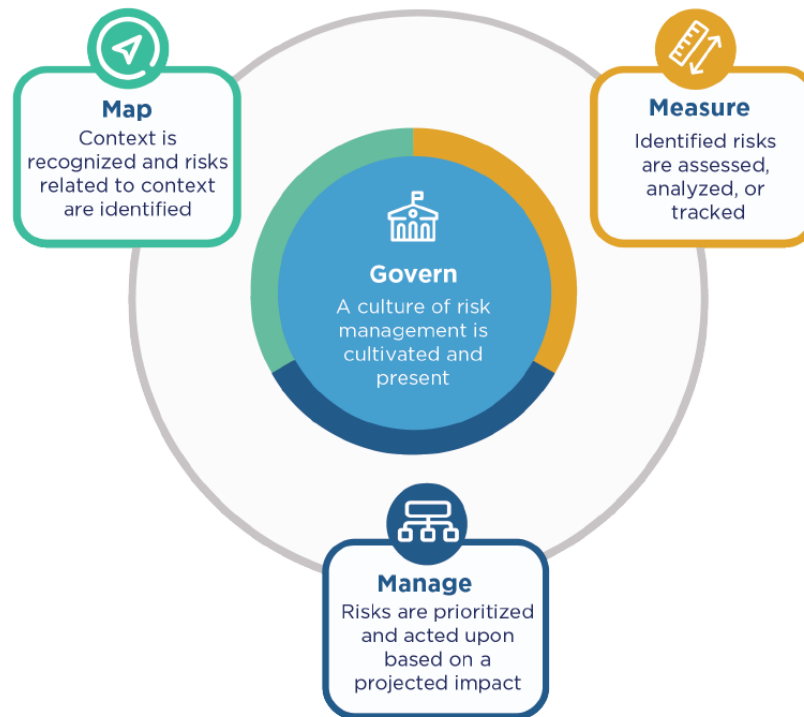 Map
Context is
recognized and risks
related to context
are identified
Measure
Identified risks
are assessed,
analyzed, or
tracked
Govern
A culture of risk
management is
cultivated and
present
Manage
Risks are prioritized
and acted upon
based on a
projected impact